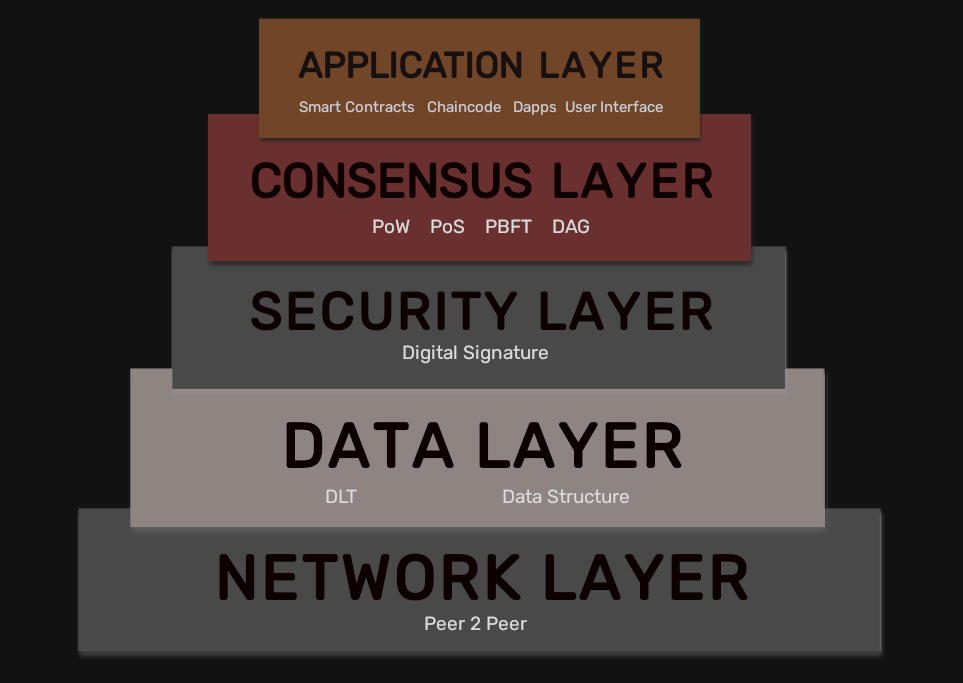 APPLICATION LAYER
Smart Contracts Chaincode Dapps User Interface
CONSENSUS LAYER
PoW PoS PBFT DAG
SECURITY LAYER
Digital Signature
DATA LAYER
DLT Data Structure
NETWORK LAYER
Peer 2 Peer